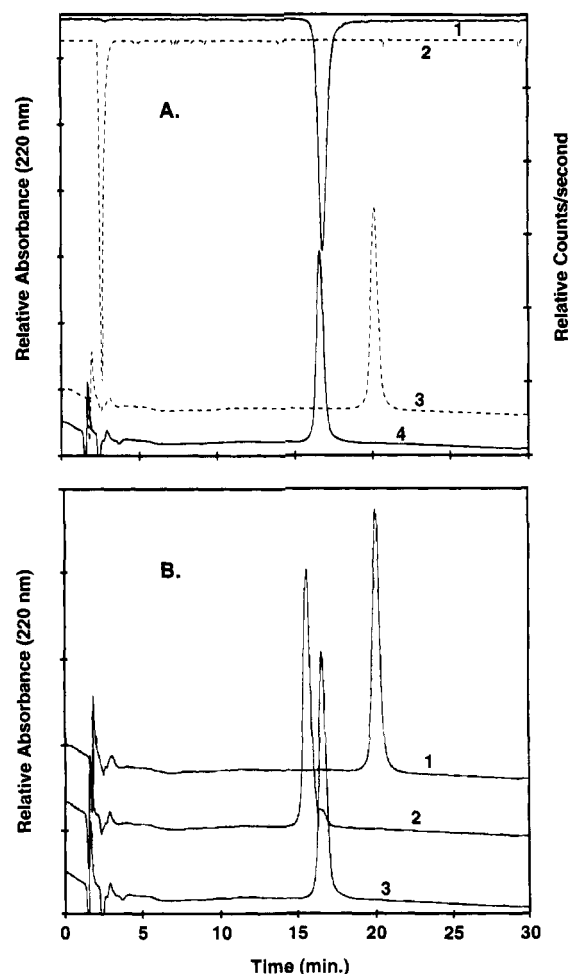 1
2
A.
Relative Absorbance (220 nm)
Relative Counts/second
3
4
B.
Relative Absorbance (220 nm)
1
2
3
0 5 10 15 20 25 30
Time (min.)